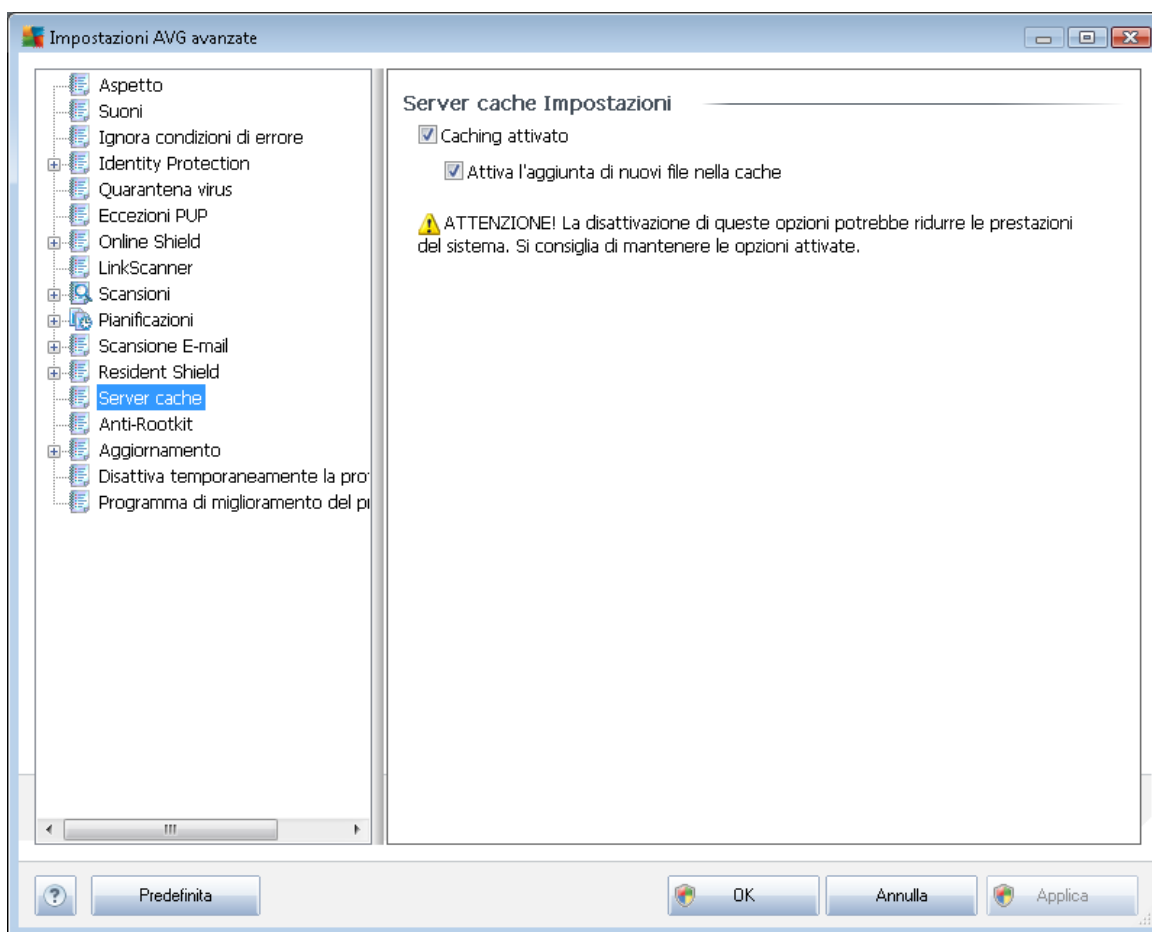 Impostazioni AVG avanzate
Aspetto
Suoni
Ignora condizioni di errore
Identity Protection
Quarantena virus
Eccezioni PUP
Online Shield
LinkScanner
Scansioni
Pianificazioni
Scansione E-mail
Resident Shield
Server cache
Anti-Rootkit
Aggiornamento
Disattiva temporaneamente la
Programma di miglioramento del
Server cache Impostazioni
Caching attivato
Attiva l'aggiunta di nuovi file nella cache
ATTENZIONE! La disattivazione di queste opzioni potrebbe ridurre le prestazioni
del sistema. Si consiglia di mantenere le opzioni attivate.
?
Predefinita
OK
Annulla
Applica